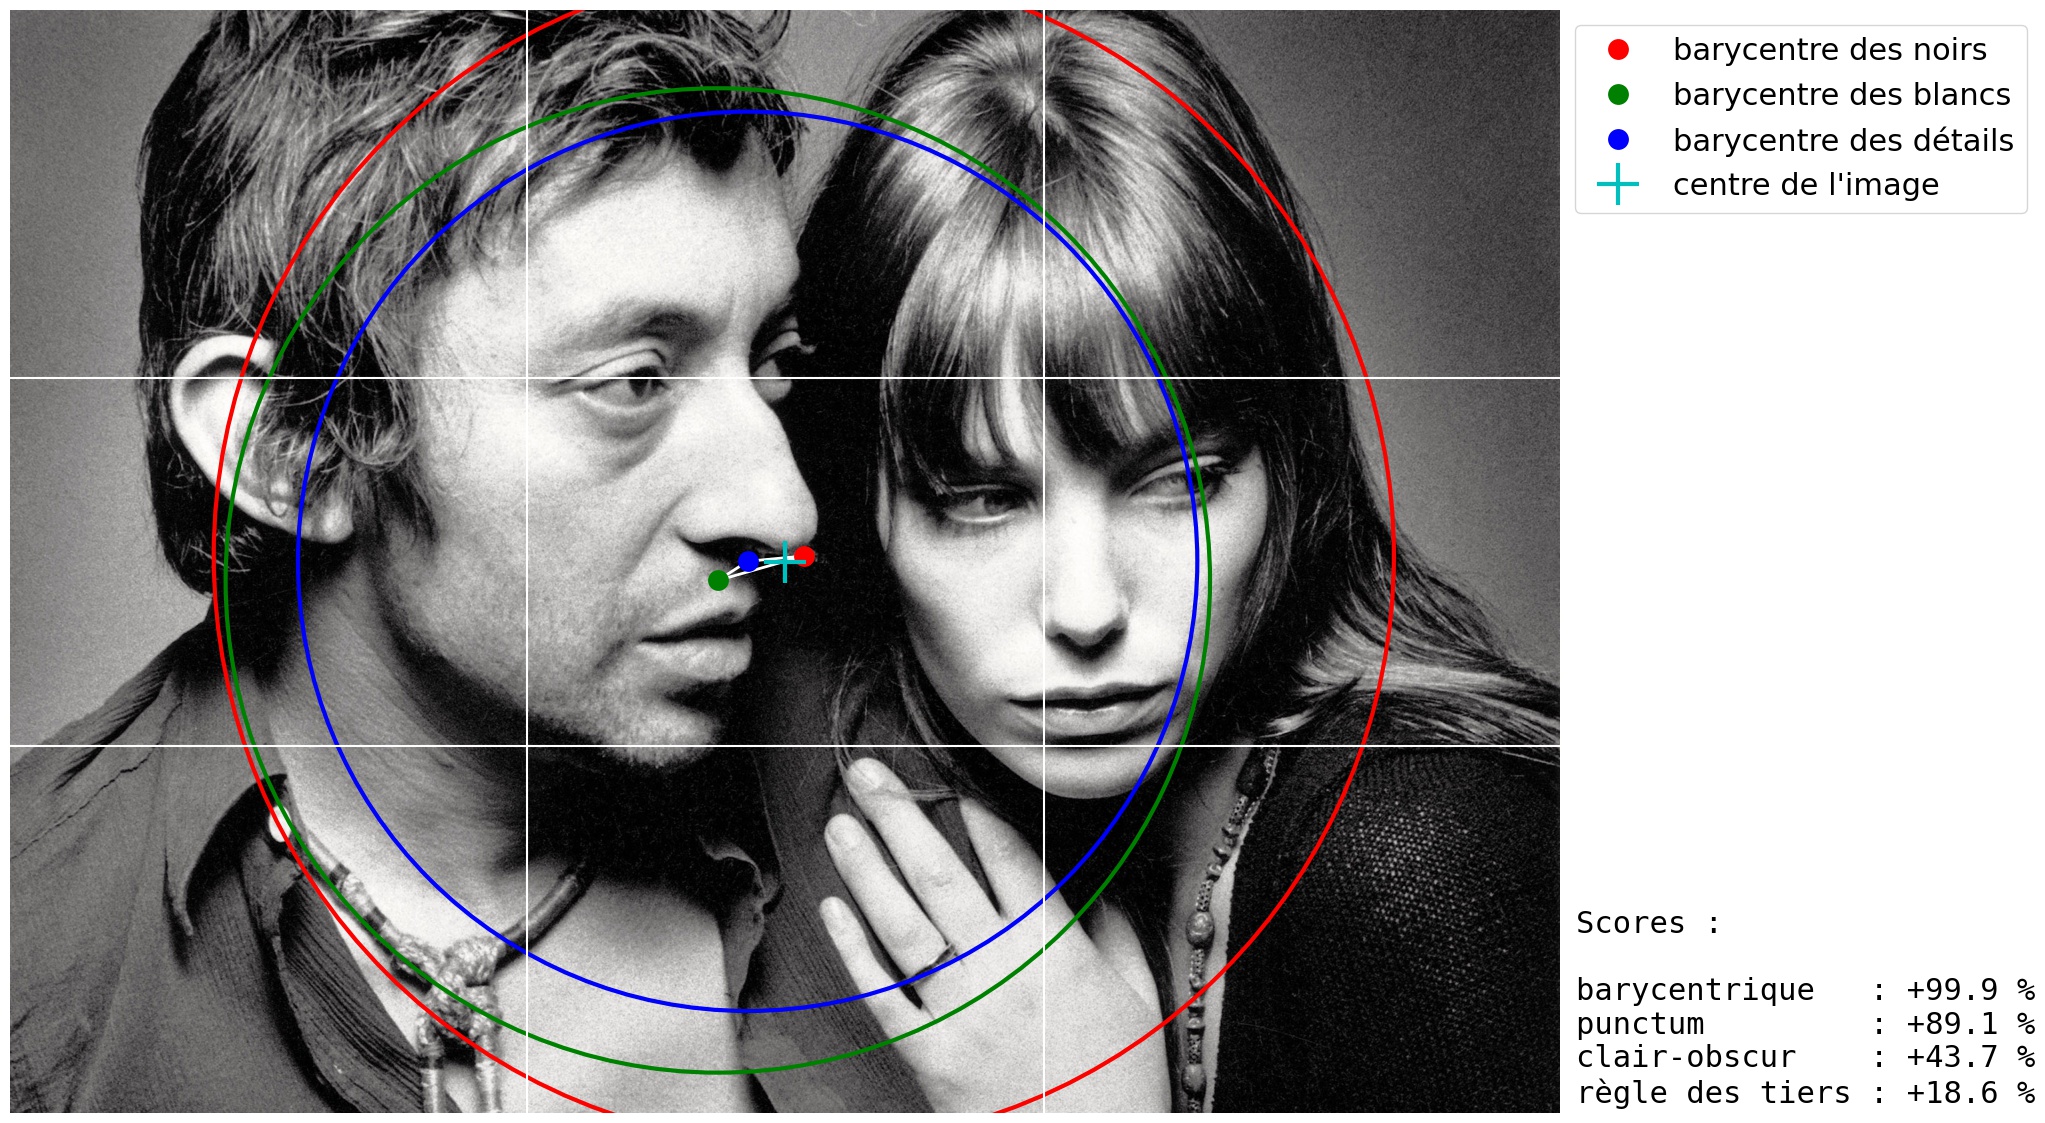 barycentre des noirs
barycentre des blancs
barycentre des détails
centre de l'image
Scores :
barycentrique   : +99.9 %
punctum         : +89.1 %
clair-obscur    : +43.7 %
règle des tiers : +18.6 %